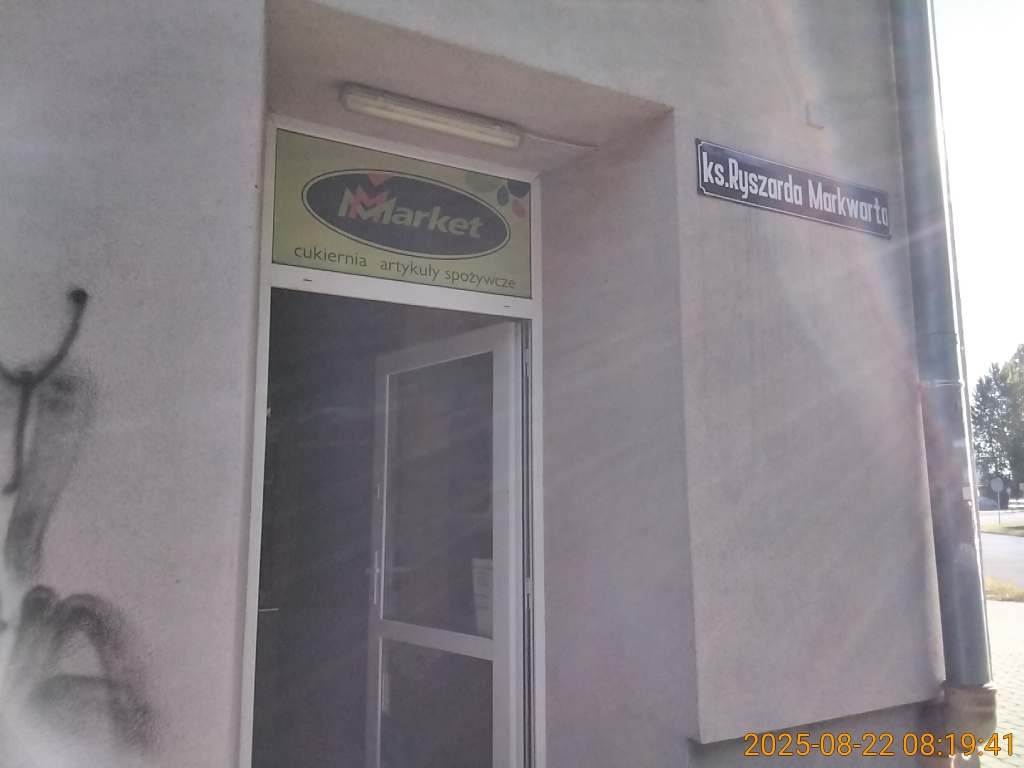 MMarket
cukiernia artykuły spożywcze
ks.Ryszarda Markwarta
2025-08-22 08:19:41